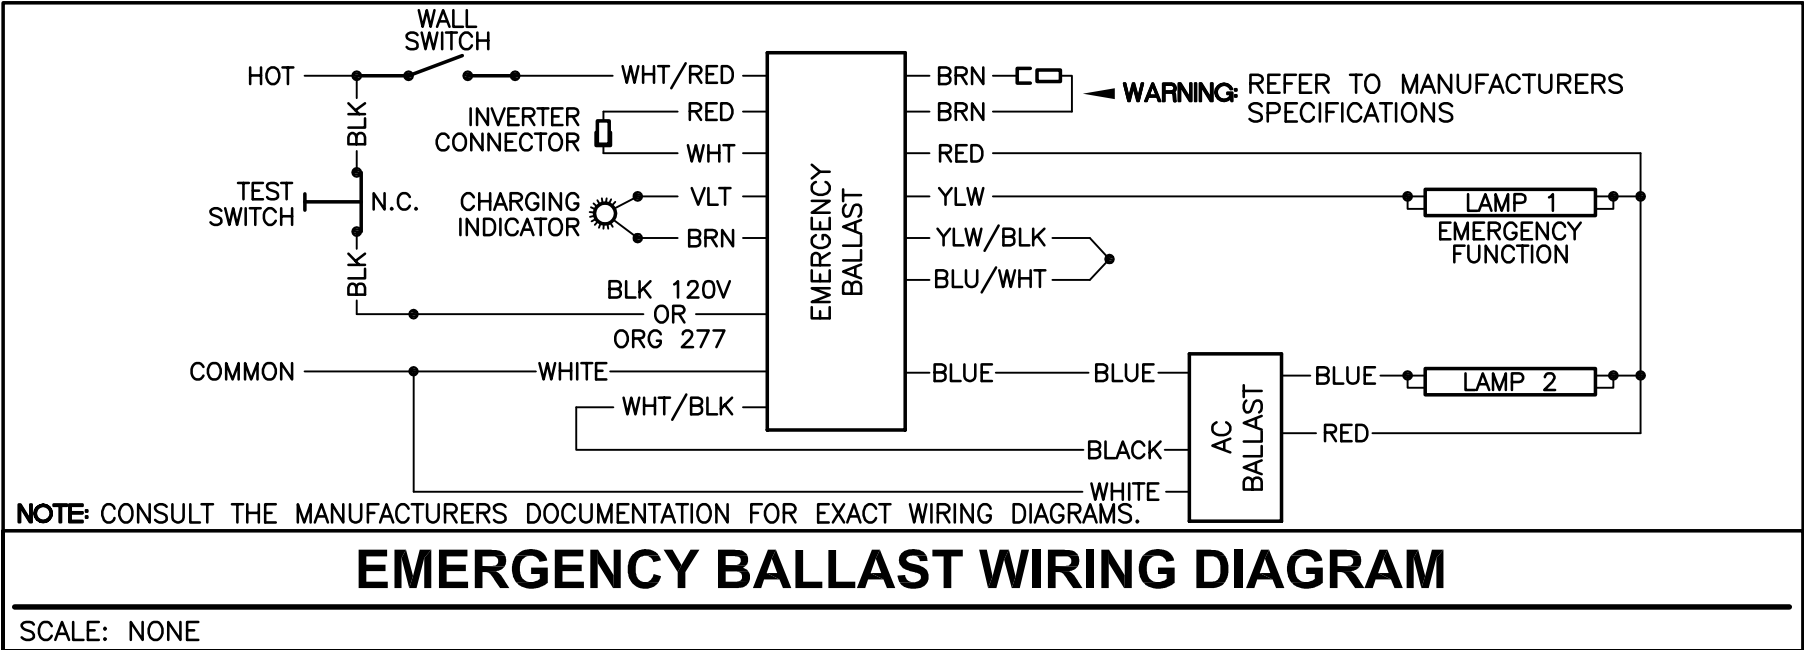 WALL
SWITCH
HOT
WHT/RED
BRN
WARNING: REFER TO MANUFACTURERS
SPECIFICATIONS
BLK
INVERTER
CONNECTOR
RED
BRN
WHT
RED
TEST
SWITCH
N.C.
CHARGING
INDICATOR
VLT
BRN
EMERGENCY
BALLAST
YLW
LAMP 1
EMERGENCY
FUNCTION
YLW/BLK
BLU/WHT
BLK
BLK 120V
OR
ORG 277
COMMON
WHITE
BLUE
BLUE
AC
BALLAST
BLUE
LAMP 2
WHT/BLK
BLACK
RED
WHITE
NOTE: CONSULT THE MANUFACTURERS DOCUMENTATION FOR EXACT WIRING DIAGRAMS.
EMERGENCY BALLAST WIRING DIAGRAM
SCALE: NONE